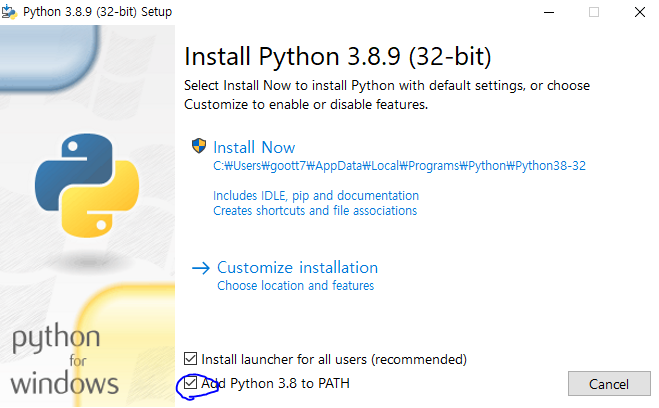 Python 3.8.9 (32-bit) Setup
Install Python 3.8.9 (32-bit)
Select Install Now to install Python with default settings, or choose
Customize to enable or disable features.
Install Now
C:₩Users₩goott7₩AppData₩Local₩Programs₩Python₩Python38-32
Includes IDLE, pip and documentation
Creates shortcuts and file associations
Customize installation
Choose location and features
python
for
windows
Install launcher for all users (recommended)
Add Python 3.8 to PATH
Cancel